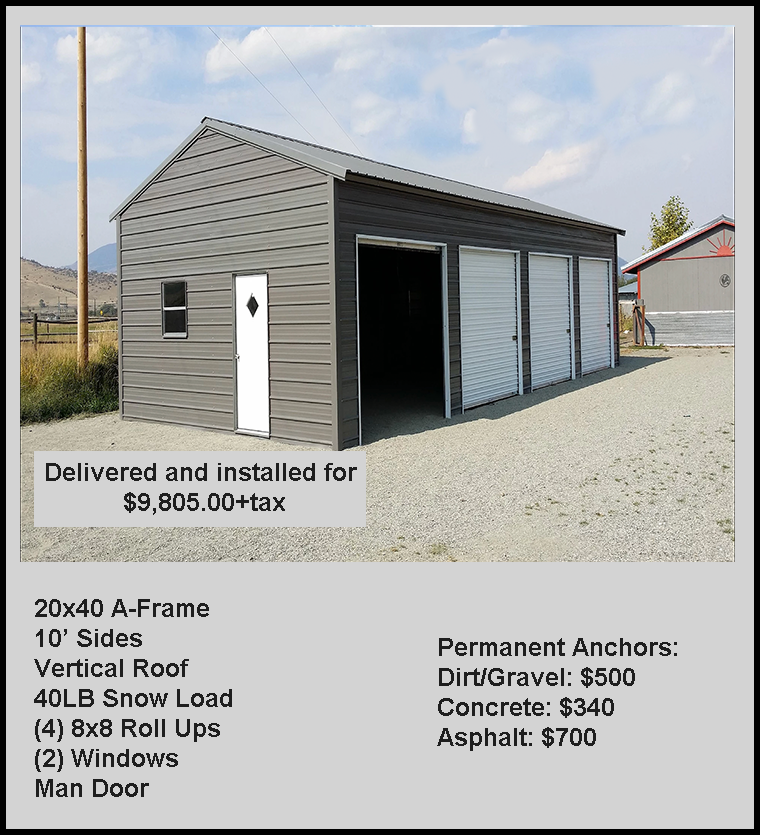 Delivered and installed for
$9,805.00+tax
20x40 A-Frame
10’ Sides
Vertical Roof
40LB Snow Load
(4) 8x8 Roll Ups
(2) Windows
Man Door
Permanent Anchors:
Dirt/Gravel: $500
Concrete: $340
Asphalt: $700